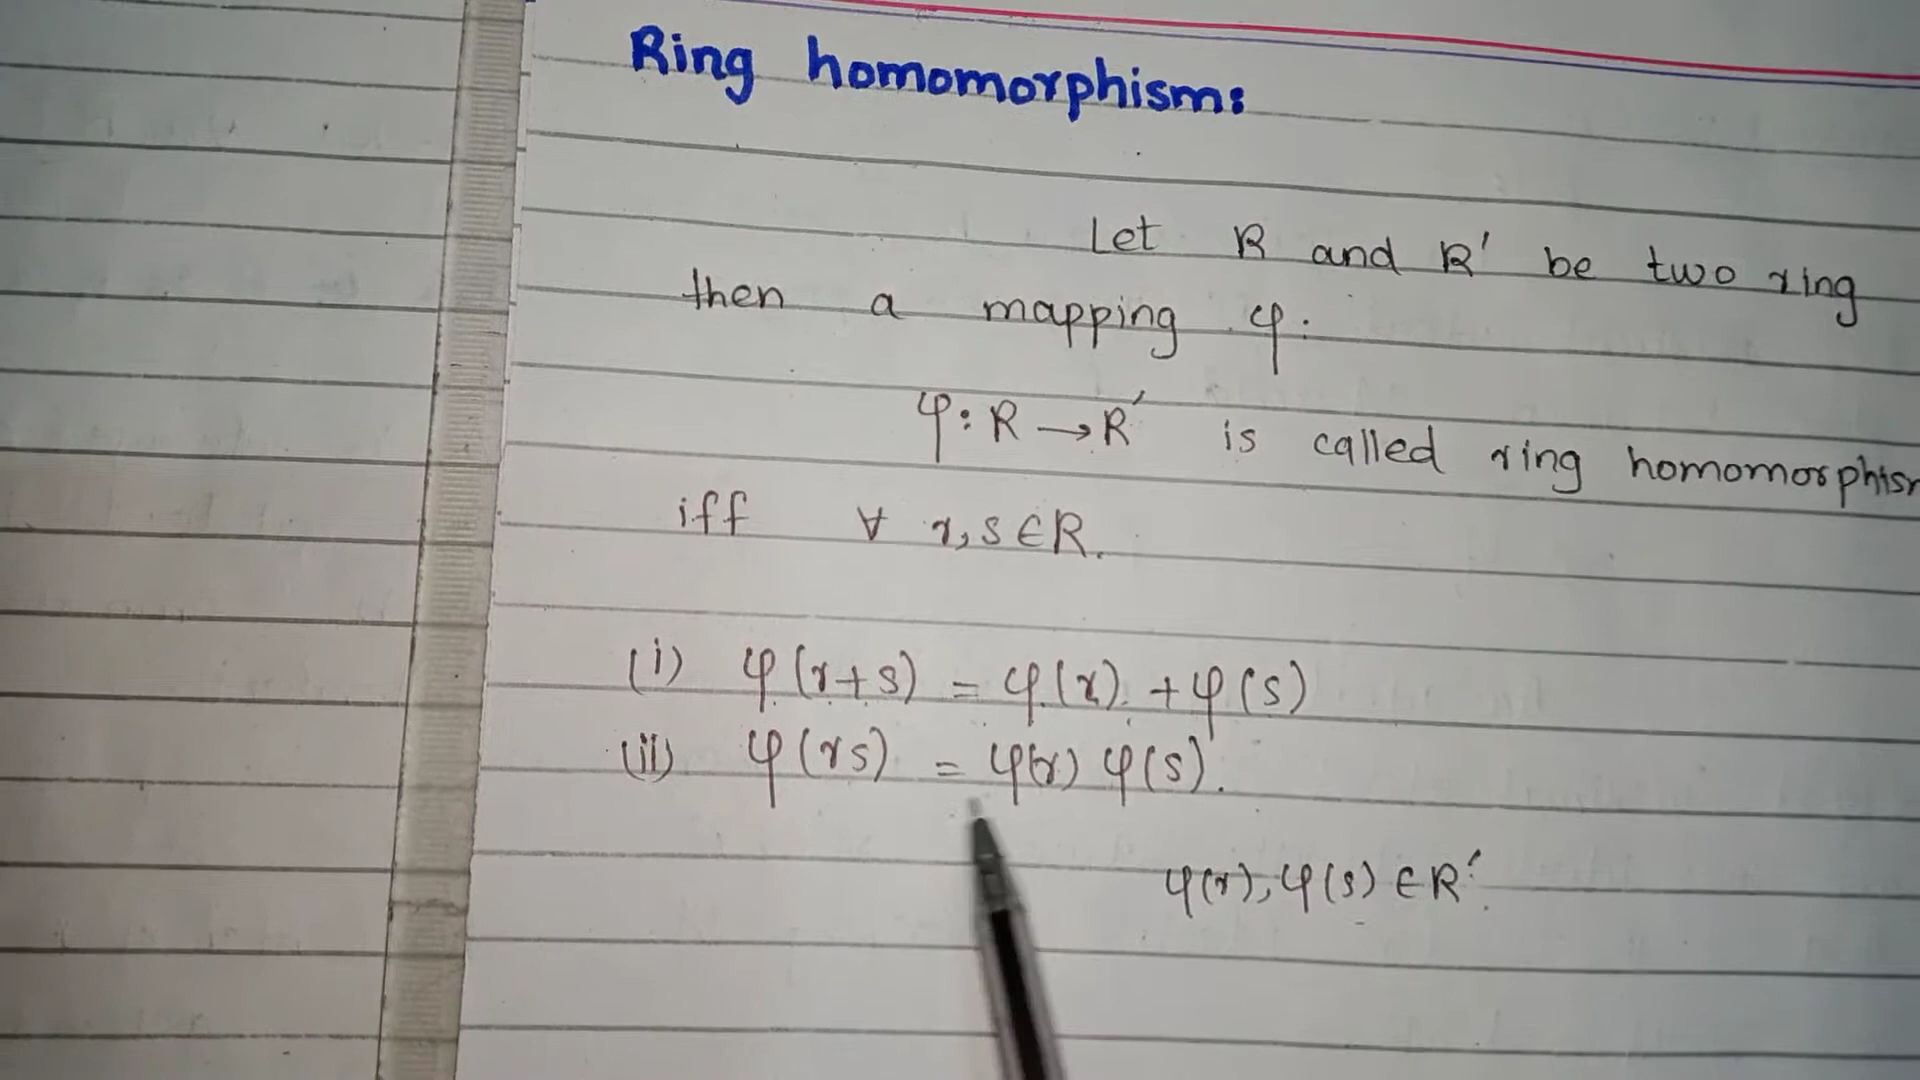 Ring homomorphism:
Let R and R' be two ring
then a mapping φ.
φ: R → R' is called ring homomorphism
iff ∀ r, s ∈ R.
(i) φ(r+s) = φ(r) + φ(s)
(ii) φ(rs) = φ(r) φ(s).
φ(r), φ(s) ∈ R'.